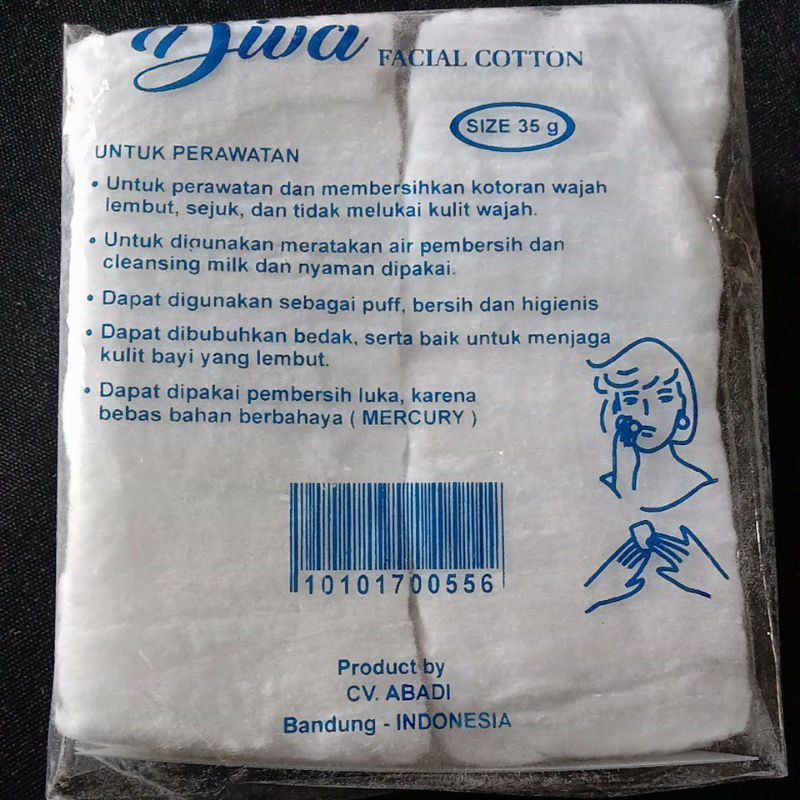 Diva FACIAL COTTON
SIZE 35 g
UNTUK PERAWATAN
• Untuk perawatan dan membersihkan kotoran wajah
lembut, sejuk, dan tidak melukai kulit wajah.
• Untuk digunakan meratakan air pembersih dan
cleansing milk dan nyaman dipakai.
• Dapat digunakan sebagai puff, bersih dan higienis
• Dapat dibubuhkan bedak, serta baik untuk menjaga
kulit bayi yang lembut.
• Dapat dipakai pembersih luka, karena
bebas bahan berbahaya ( MERCURY )
10101700556
Product by
CV. ABADI
Bandung - INDONESIA